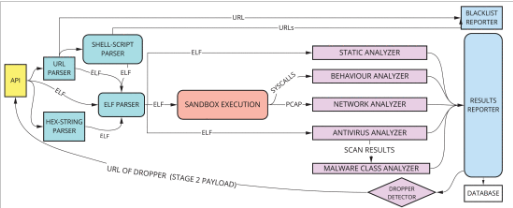 BLACKLIST
REPORTER
URL
URLs
SHELL-SCRIPT
PARSER
URL
PARSER
API
ELF
ELF
ELF
ELF PARSER
HEX-STRING
PARSER
ELF
ELF
ELF
SANDBOX EXECUTION
SYSCALLS
PCAP
ELF
STATIC ANALYZER
BEHAVIOUR ANALYZER
NETWORK ANALYZER
ANTIVIRUS ANALYZER
SCAN RESULTS
MALWARE CLASS ANALYZER
RESULTS
REPORTER
URL OF DROPPER (STAGE 2 PAYLOAD)
DROPPER
DETECTOR
DATABASE